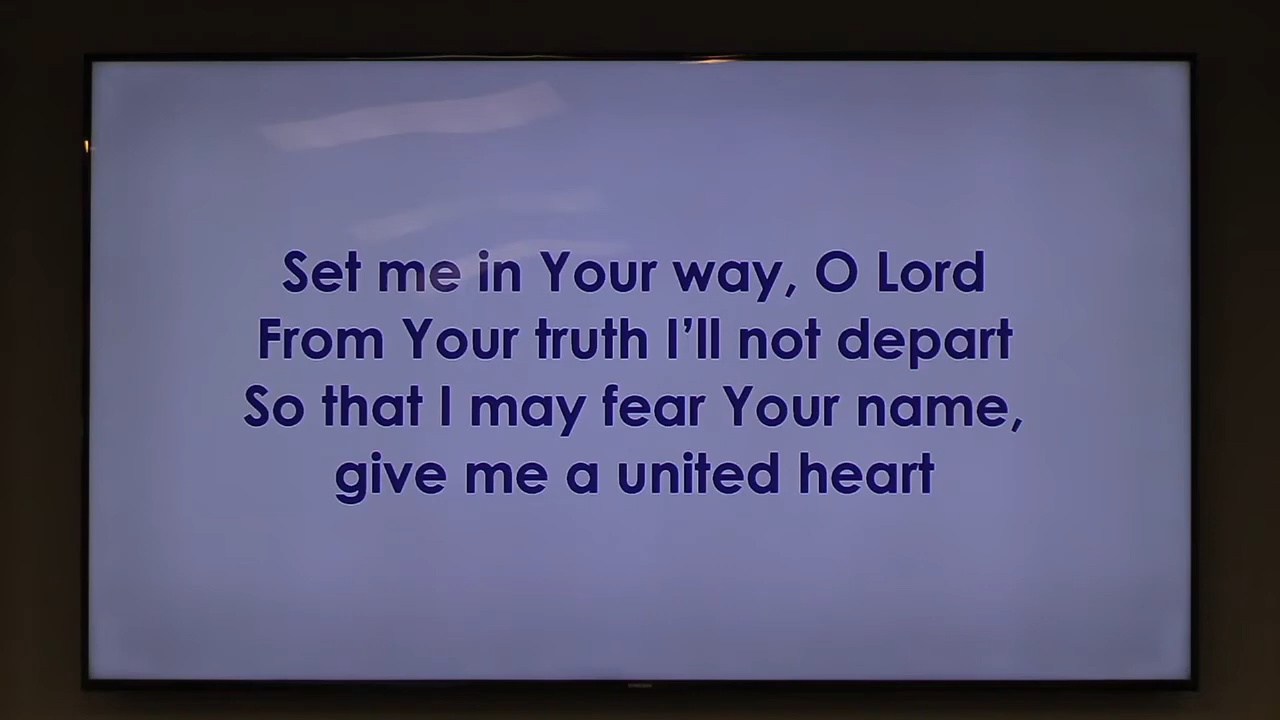 Set me in Your way, O Lord
From Your truth I’ll not depart
So that I may fear Your name,
give me a united heart